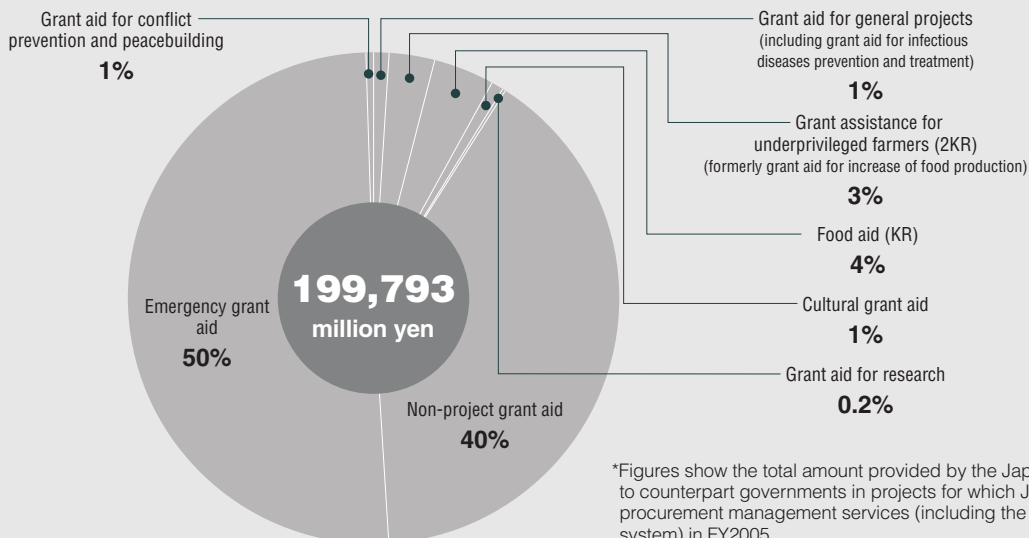 Grant aid for conflict
prevention and peacebuilding
1%
Grant aid for general projects
(including grant aid for infectious
diseases prevention and treatment)
1%
Grant assistance for
underprivileged farmers (2KR)
(formerly grant aid for increase of food production)
3%
Food aid (KR)
4%
Cultural grant aid
1%
Grant aid for research
0.2%
199,793
million yen
Emergency grant
aid
50%
Non-project grant aid
40%
*Figures show the total amount provided by the
to counterpart governments in projects for which
procurement management services (including the
system) in FY2005